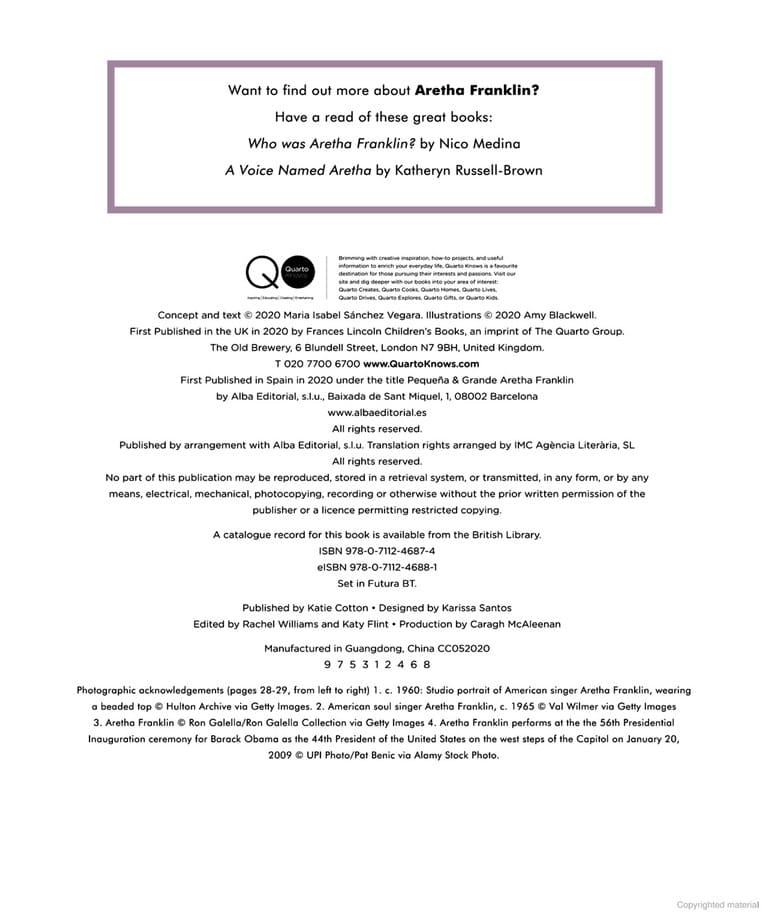 Want to find out more about Aretha Franklin?
Have a read of these great books:
Who was Aretha Franklin? by Nico Medina
A Voice Named Aretha by Katheryn Russell-Brown
Quarto
Knows
Inspiring | Educating | Creating | Entertaining
Brimming with creative inspiration, how-to projects, and useful
information to enrich your everyday life, Quarto Knows is a favourite
destination for those pursuing their interests and passions. Visit our
site and dig deeper with our books into your area of interest:
Quarto Creates, Quarto Cooks, Quarto Homes, Quarto Lives,
Quarto Drives, Quarto Explores, Quarto Gifts, or Quarto Kids.
Concept and text © 2020 Maria Isabel Sánchez Vegara. Illustrations © 2020 Amy Blackwell.
First Published in the UK in 2020 by Frances Lincoln Children's Books, an imprint of The Quarto Group.
The Old Brewery, 6 Blundell Street, London N7 9BH, United Kingdom.
T 020 7700 6700 www.QuartoKnows.com
First Published in Spain in 2020 under the title Pequeña & Grande Aretha Franklin
by Alba Editorial, s.l.u., Baixada de Sant Miquel, 1, 08002 Barcelona
www.albaeditorial.es
All rights reserved.
Published by arrangement with Alba Editorial, s.l.u. Translation rights arranged by IMC Agència Literària, SL
All rights reserved.
No part of this publication may be reproduced, stored in a retrieval system, or transmitted, in any form, or by any
means, electrical, mechanical, photocopying, recording or otherwise without the prior written permission of the
publisher or a licence permitting restricted copying.
A catalogue record for this book is available from the British Library.
ISBN 978-0-7112-4687-4
eISBN 978-0-7112-4688-1
Set in Futura BT.
Published by Katie Cotton • Designed by Karissa Santos
Edited by Rachel Williams and Katy Flint • Production by Caragh McAleenan
Manufactured in Guangdong, China CC052020
9 7 5 3 1 2 4 6 8
Photographic acknowledgements (pages 28-29, from left to right) 1. c. 1960: Studio portrait of American singer Aretha Franklin, wearing
a beaded top © Hulton Archive via Getty Images. 2. American soul singer Aretha Franklin, c. 1965 © Val Wilmer via Getty Images
3. Aretha Franklin © Ron Galella/Ron Galella Collection via Getty Images 4. Aretha Franklin performs at the the 56th Presidential
Inauguration ceremony for Barack Obama as the 44th President of the United States on the west steps of the Capitol on January 20,
2009 © UPI Photo/Pat Benic via Alamy Stock Photo.
Copyrighted material